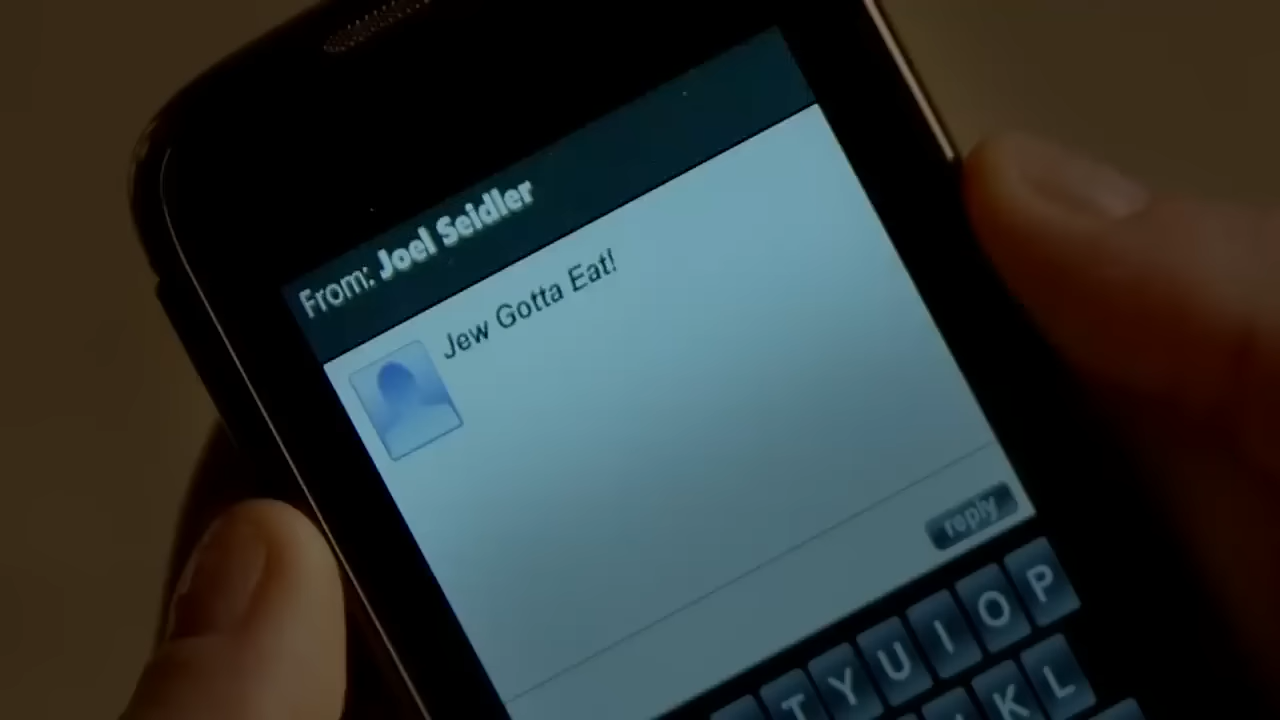 From: Joel Seidler
Jew Gotta Eat!
reply
T Y U I O P
K L